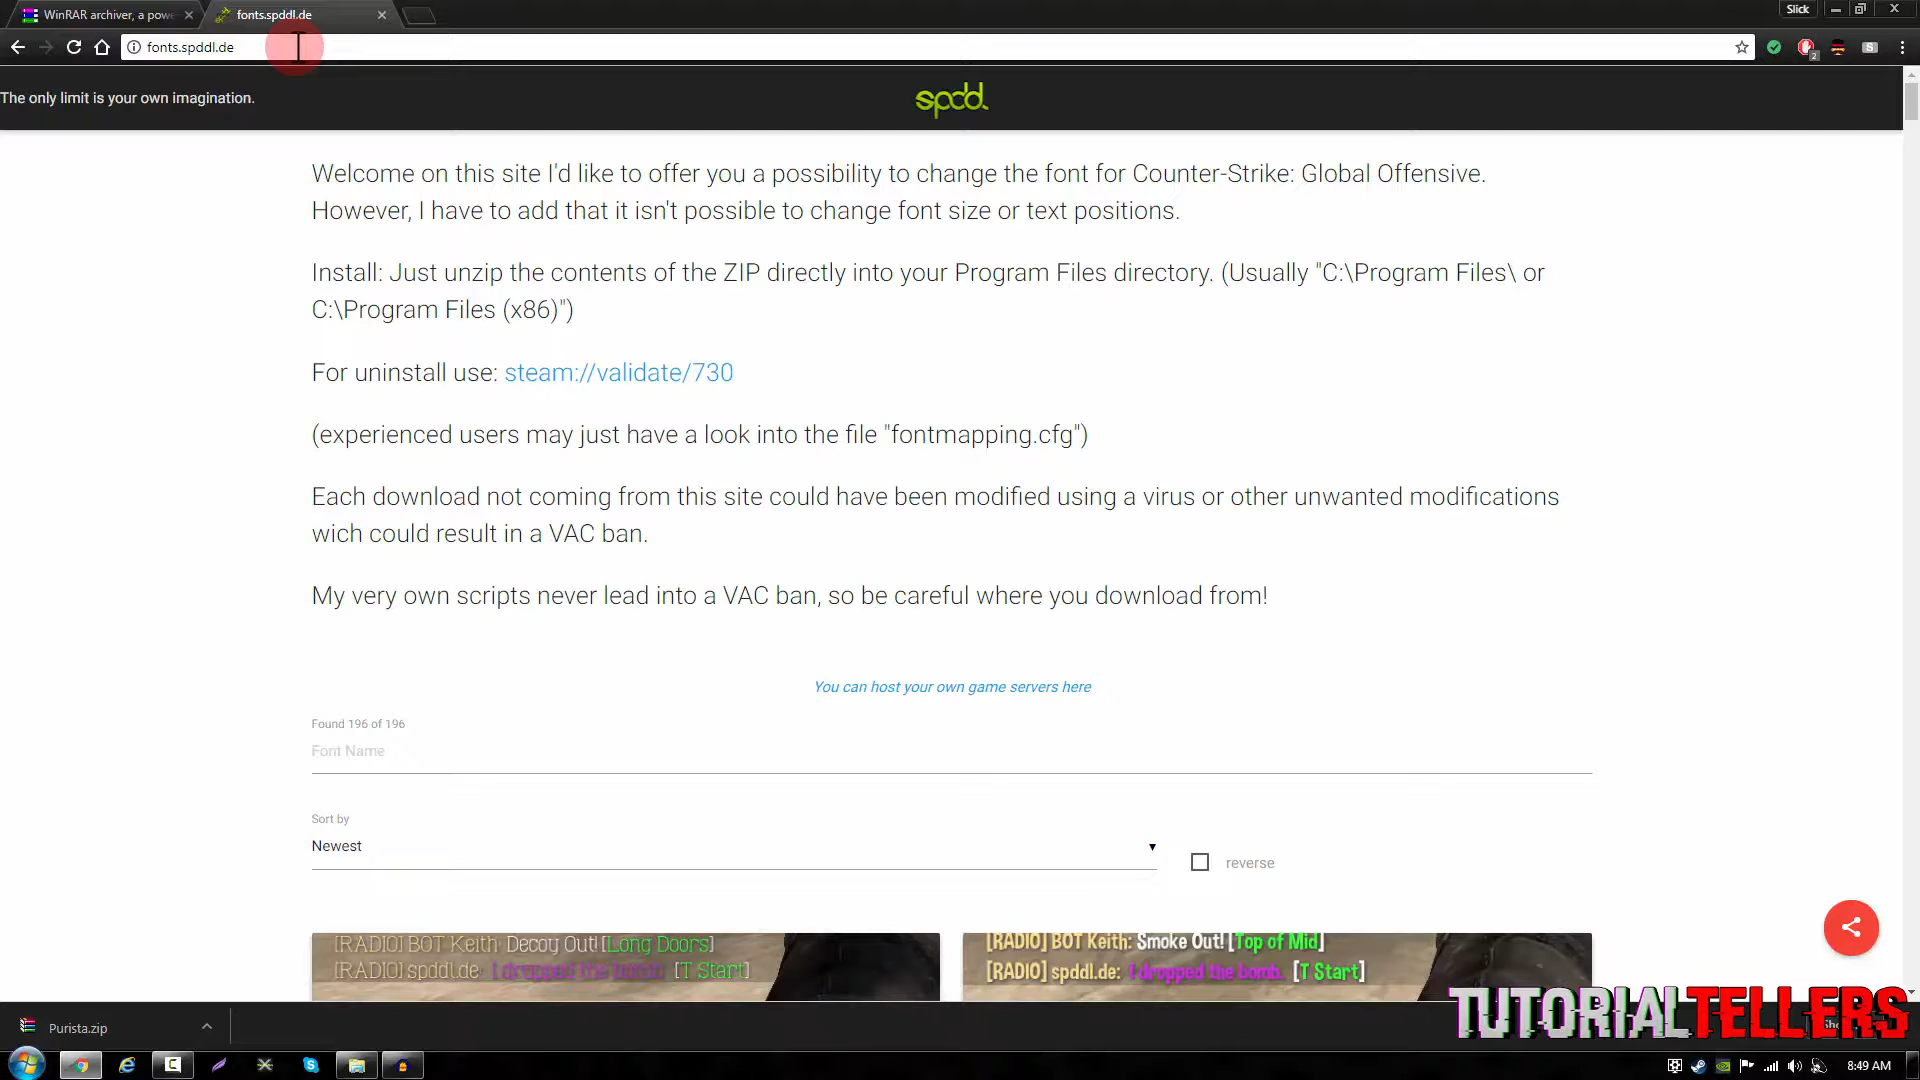 WinRAR archiver, a pow
fonts.spddl.de
Slick
fonts.spddl.de
2
S
The only limit is your own imagination.
spdd.
Welcome on this site I'd like to offer you a possibility to change the font for Counter-Strike: Global Offensive.
However, I have to add that it isn't possible to change font size or text positions.
Install: Just unzip the contents of the ZIP directly into your Program Files directory. (Usually "C:\Program Files\ or
C:\Program Files (x86)")
For uninstall use: steam://validate/730
(experienced users may just have a look into the file "fontmapping.cfg")
Each download not coming from this site could have been modified using a virus or other unwanted modifications
wich could result in a VAC ban.
My very own scripts never lead into a VAC ban, so be careful where you download from!
You can host your own game servers here
Found 196 of 196
Font Name
Sort by
Newest
reverse
[RADIO] BOT Keith: Decoy Out! [Long Doors]
[RADIO] spddl.de: I dropped the bomb. [T Start]
[RADIO] BOT Keith: Smoke Out! [Top of Mid]
[RADIO] spddl.de: I dropped the bomb. [T Start]
TUTORIALTELLERS
Purista.zip
8:49 AM